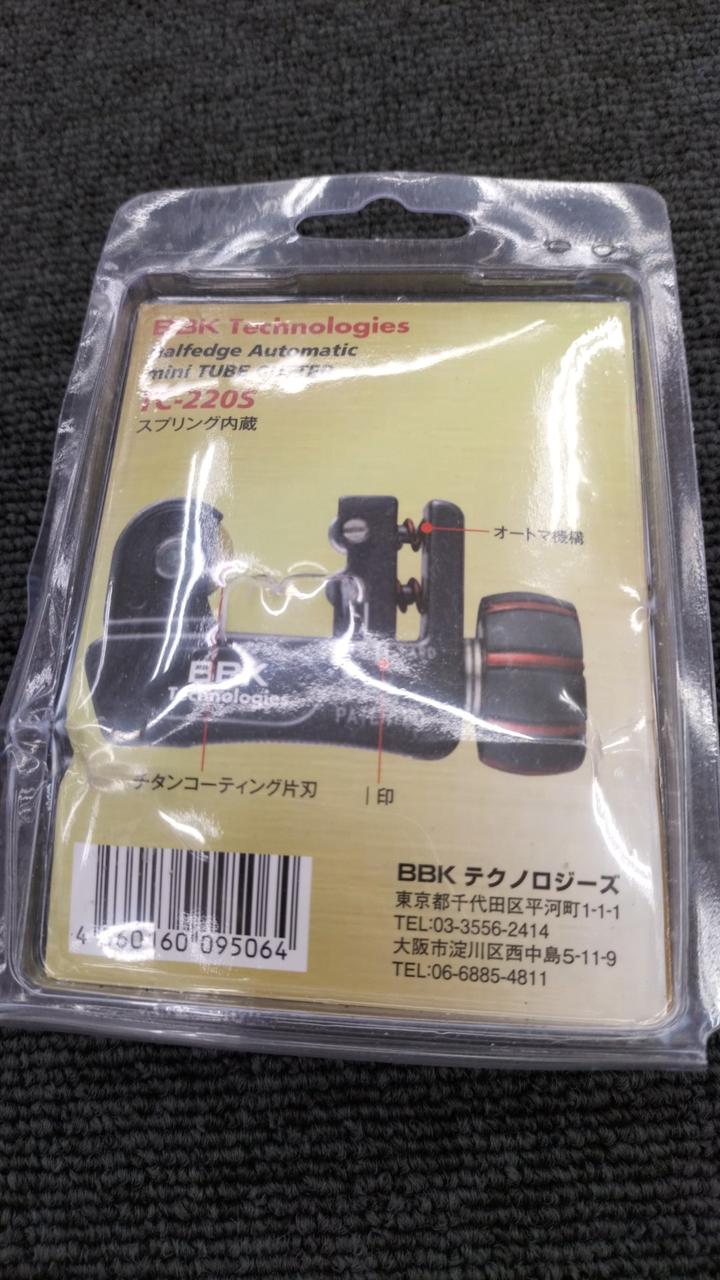 BBK Technologies
Halfedge Automatic
mini TUBE CUTTER
TC-220S
スプリング内蔵
オートマ機構
BBK
Technologies
チタンコーティング片刃
|印
BBK テクノロジーズ
東京都千代田区平河町1-1-1
TEL:03-3556-2414
大阪市淀川区西中島5-11-9
TEL:06-6885-4811
160 095064